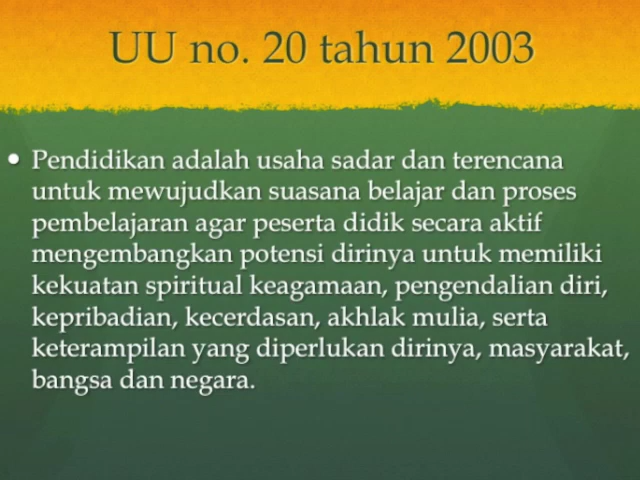 UU no. 20 tahun 2003
• Pendidikan adalah usaha sadar dan terencana
untuk mewujudkan suasana belajar dan proses
pembelajaran agar peserta didik secara aktif
mengembangkan potensi dirinya untuk memiliki
kekuatan spiritual keagamaan, pengendalian diri,
kepribadian, kecerdasan, akhlak mulia, serta
keterampilan yang diperlukan dirinya, masyarakat,
bangsa dan negara.